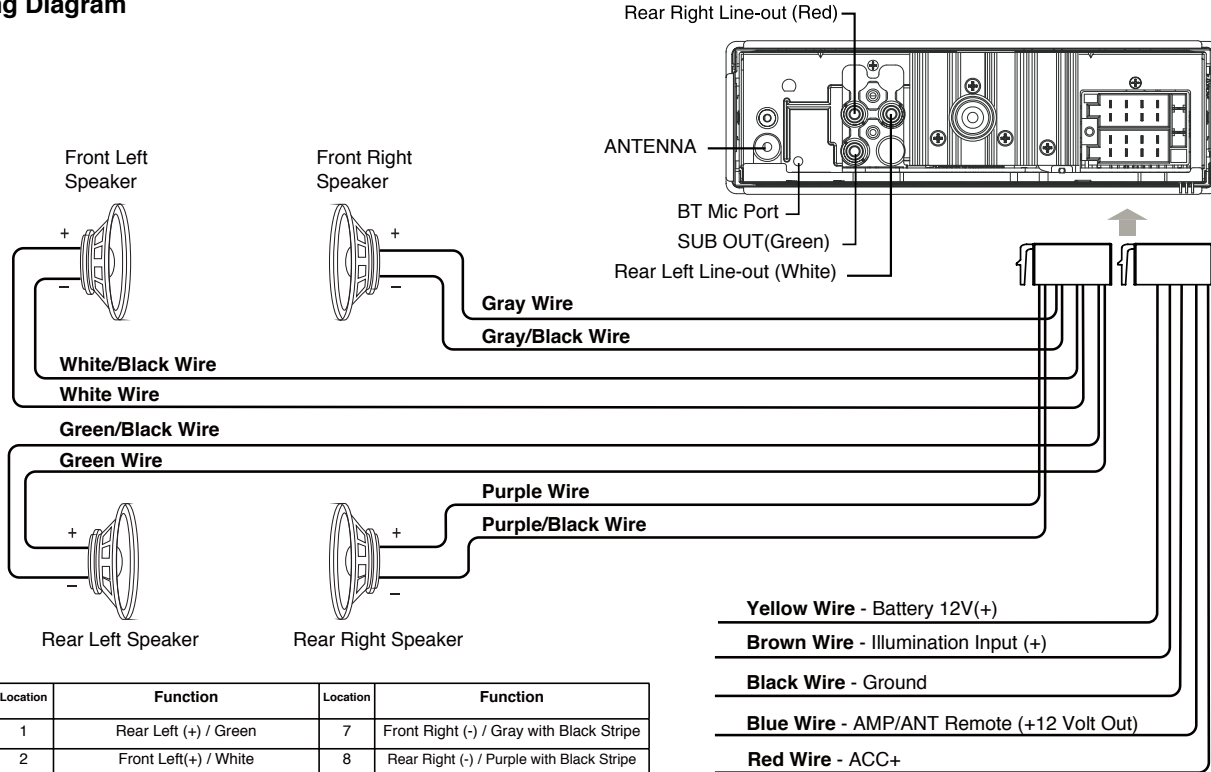 ng Diagram
Rear Right Line-out (Red)
ANTENNA
BT Mic Port
SUB OUT(Green)
Rear Left Line-out (White)
Front Left
Speaker
Front Right
Speaker
+
−
+
−
Gray Wire
Gray/Black Wire
White/Black Wire
White Wire
Green/Black Wire
Green Wire
Purple Wire
Purple/Black Wire
+
−
+
−
Rear Left Speaker
Rear Right Speaker
Yellow Wire - Battery 12V(+)
Brown Wire - Illumination Input (+)
Black Wire - Ground
Blue Wire - AMP/ANT Remote (+12 Volt Out)
Red Wire - ACC+
Location Function Location Function
1 Rear Left (+) / Green 7 Front Right (-) / Gray with Black Stripe
2 Front Left(+) / White 8 Rear Right (-) / Purple with Black Stripe